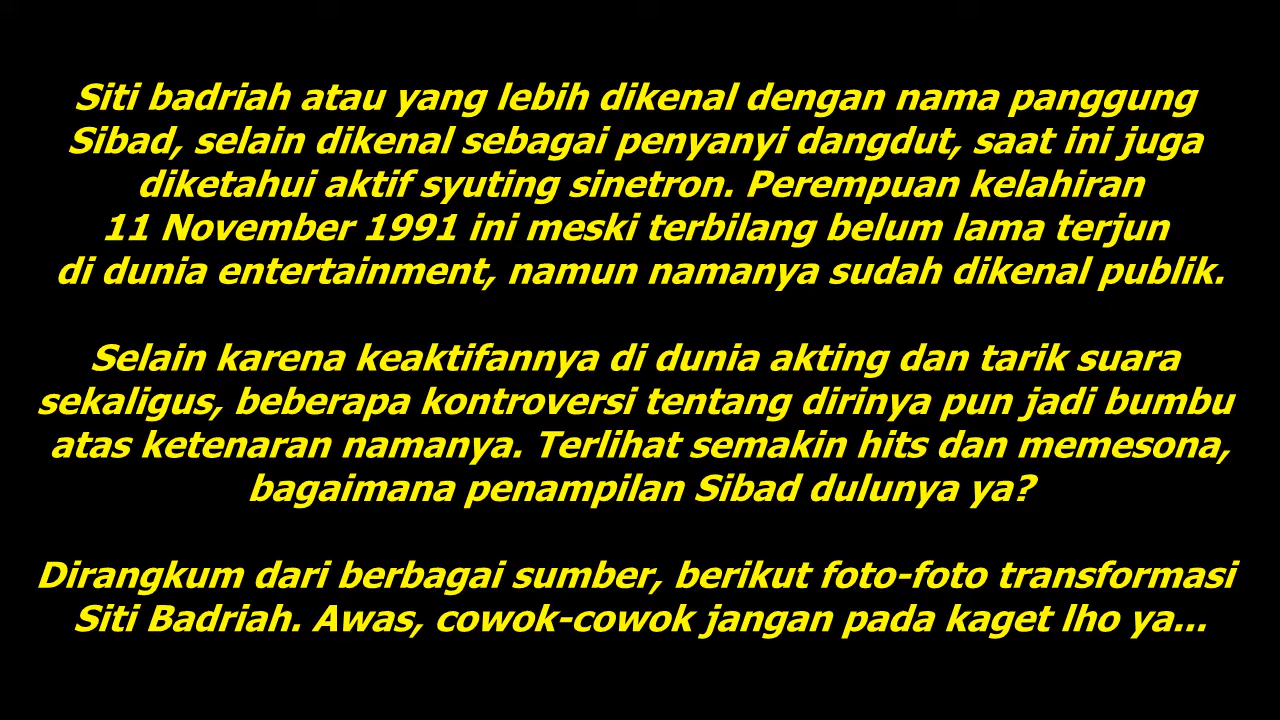 Siti badriah atau yang lebih dikenal dengan nama panggung
Sibad, selain dikenal sebagai penyanyi dangdut, saat ini juga
diketahui aktif syuting sinetron. Perempuan kelahiran
11 November 1991 ini meski terbilang belum lama terjun
di dunia entertainment, namun namanya sudah dikenal publik.
Selain karena keaktifannya di dunia akting dan tarik suara
sekaligus, beberapa kontroversi tentang dirinya pun jadi bumbu
atas ketenaran namanya. Terlihat semakin hits dan memesona,
bagaimana penampilan Sibad dulunya ya?
Dirangkum dari berbagai sumber, berikut foto-foto transformasi
Siti Badriah. Awas, cowok-cowok jangan pada kaget lho ya...